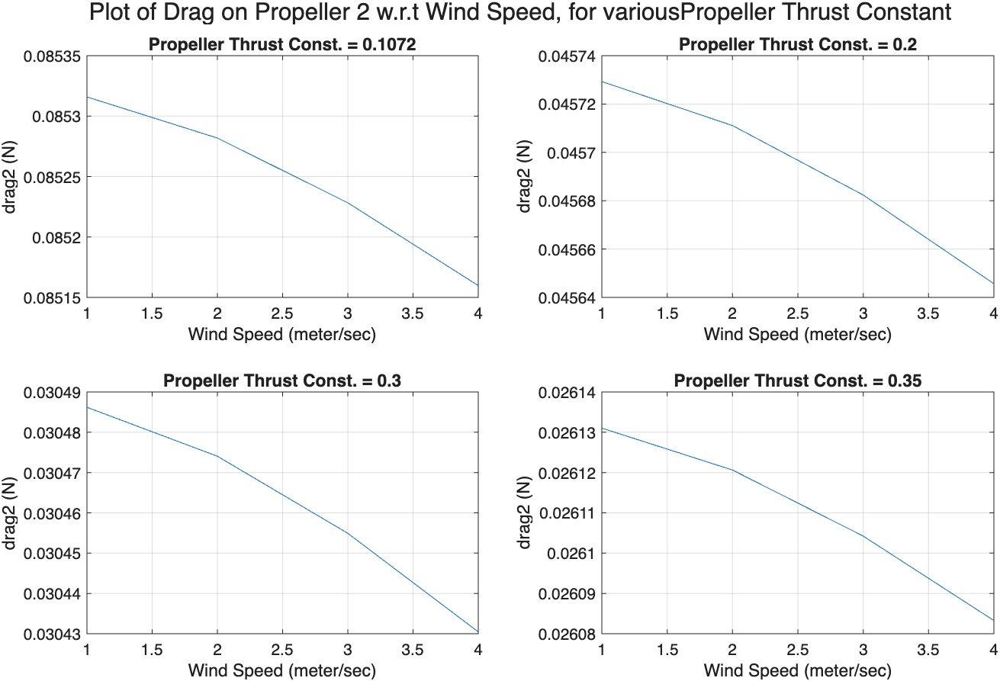 Plot of Drag on Propeller 2 w.r.t Wind Speed, for variousPropeller Thrust Constant
Propeller Thrust Const. = 0.1072
0.08535
0.0853
0.08525
0.0852
0.08515
drag2 (N)
1 1.5 2 2.5 3 3.5 4
Wind Speed (meter/sec)
Propeller Thrust Const. = 0.2
0.04574
0.04572
0.0457
0.04568
0.04566
0.04564
drag2 (N)
1 1.5 2 2.5 3 3.5 4
Wind Speed (meter/sec)
Propeller Thrust Const. = 0.3
0.03049
0.03048
0.03047
0.03046
0.03045
0.03044
0.03043
drag2 (N)
1 1.5 2 2.5 3 3.5 4
Wind Speed (meter/sec)
Propeller Thrust Const. = 0.35
0.02614
0.02613
0.02612
0.02611
0.0261
0.02609
0.02608
drag2 (N)
1 1.5 2 2.5 3 3.5 4
Wind Speed (meter/sec)